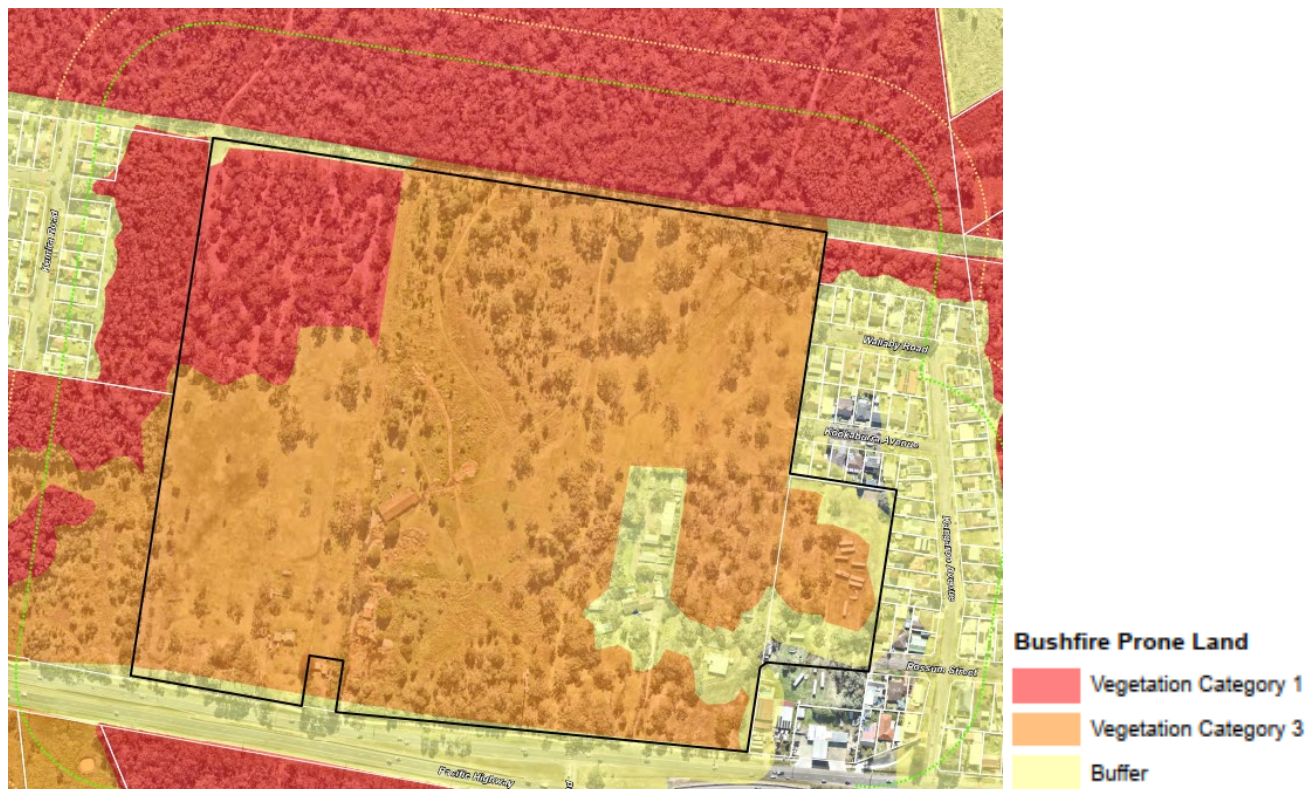 Road
Wallaby Road
Kookaburra Avenue
Kangaroo Avenue
Possum Street
Pacific Highway
Bushfire Prone Land
Vegetation Category 1
Vegetation Category 3
Buffer